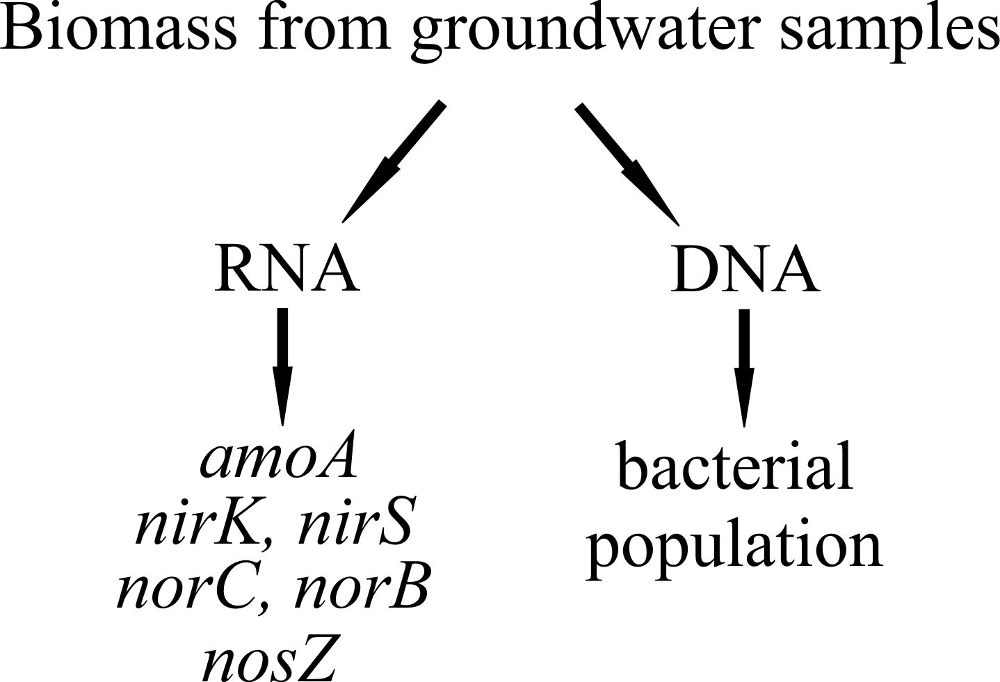 Biomass from groundwater samples
RNA
DNA
amoA
nirK, nirS
norC, norB
nosZ
bacterial
population